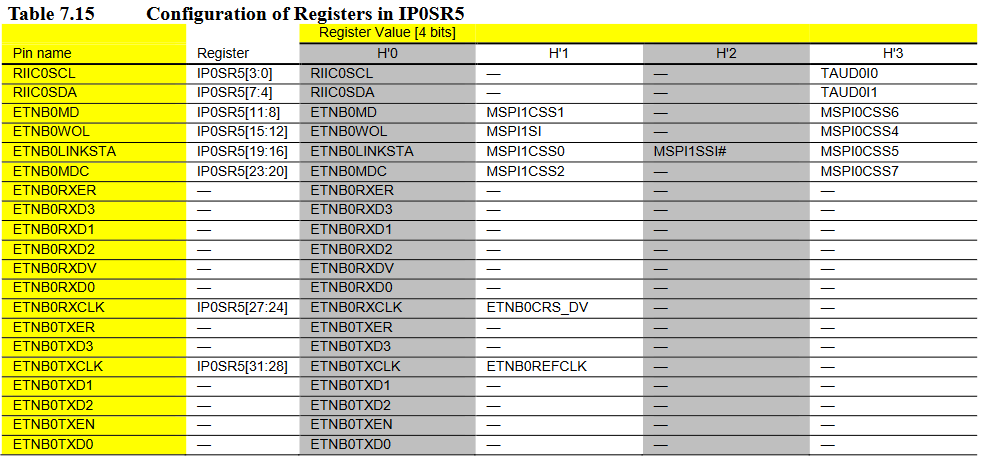 Table 7.15 Configuration of Registers in IP0SR5
Register Value [4 bits]
Pin name Register H'0 H'1 H'2 H'3
RIIC0SCL IP0SR5[3:0] RIIC0SCL — — TAUD0I0
RIIC0SDA IP0SR5[7:4] RIIC0SDA — — TAUD0I1
ETNB0MD IP0SR5[11:8] ETNB0MD MSPI1CSS1 — MSPI0CSS6
ETNB0WOL IP0SR5[15:12] ETNB0WOL MSPI1SI — MSPI0CSS4
ETNB0LINKSTA IP0SR5[19:16] ETNB0LINKSTA MSPI1CSS0 MSPI1SSI# MSPI0CSS5
ETNB0MDC IP0SR5[23:20] ETNB0MDC MSPI1CSS2 — MSPI0CSS7
ETNB0RXER — ETNB0RXER — — —
ETNB0RXD3 — ETNB0RXD3 — — —
ETNB0RXD1 — ETNB0RXD1 — — —
ETNB0RXD2 — ETNB0RXD2 — — —
ETNB0RXDV — ETNB0RXDV — — —
ETNB0RXD0 — ETNB0RXD0 — — —
ETNB0RXCLK IP0SR5[27:24] ETNB0RXCLK ETNB0CRS_DV — —
ETNB0TXER — ETNB0TXER — — —
ETNB0TXD3 — ETNB0TXD3 — — —
ETNB0TXCLK IP0SR5[31:28] ETNB0TXCLK ETNB0REFCLK — —
ETNB0TXD1 — ETNB0TXD1 — — —
ETNB0TXD2 — ETNB0TXD2 — — —
ETNB0TXEN — ETNB0TXEN — — —
ETNB0TXD0 — ETNB0TXD0 — — —